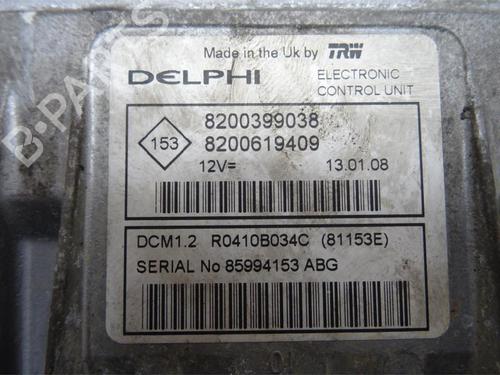 Made in the Uk by TRW
DELPHI
ELECTRONIC
CONTROL UNIT
153
8200399038
8200619409
12V=
13.01.08
DCM1.2 R0410B034C (81153E)
SERIAL No 85994153 ABG